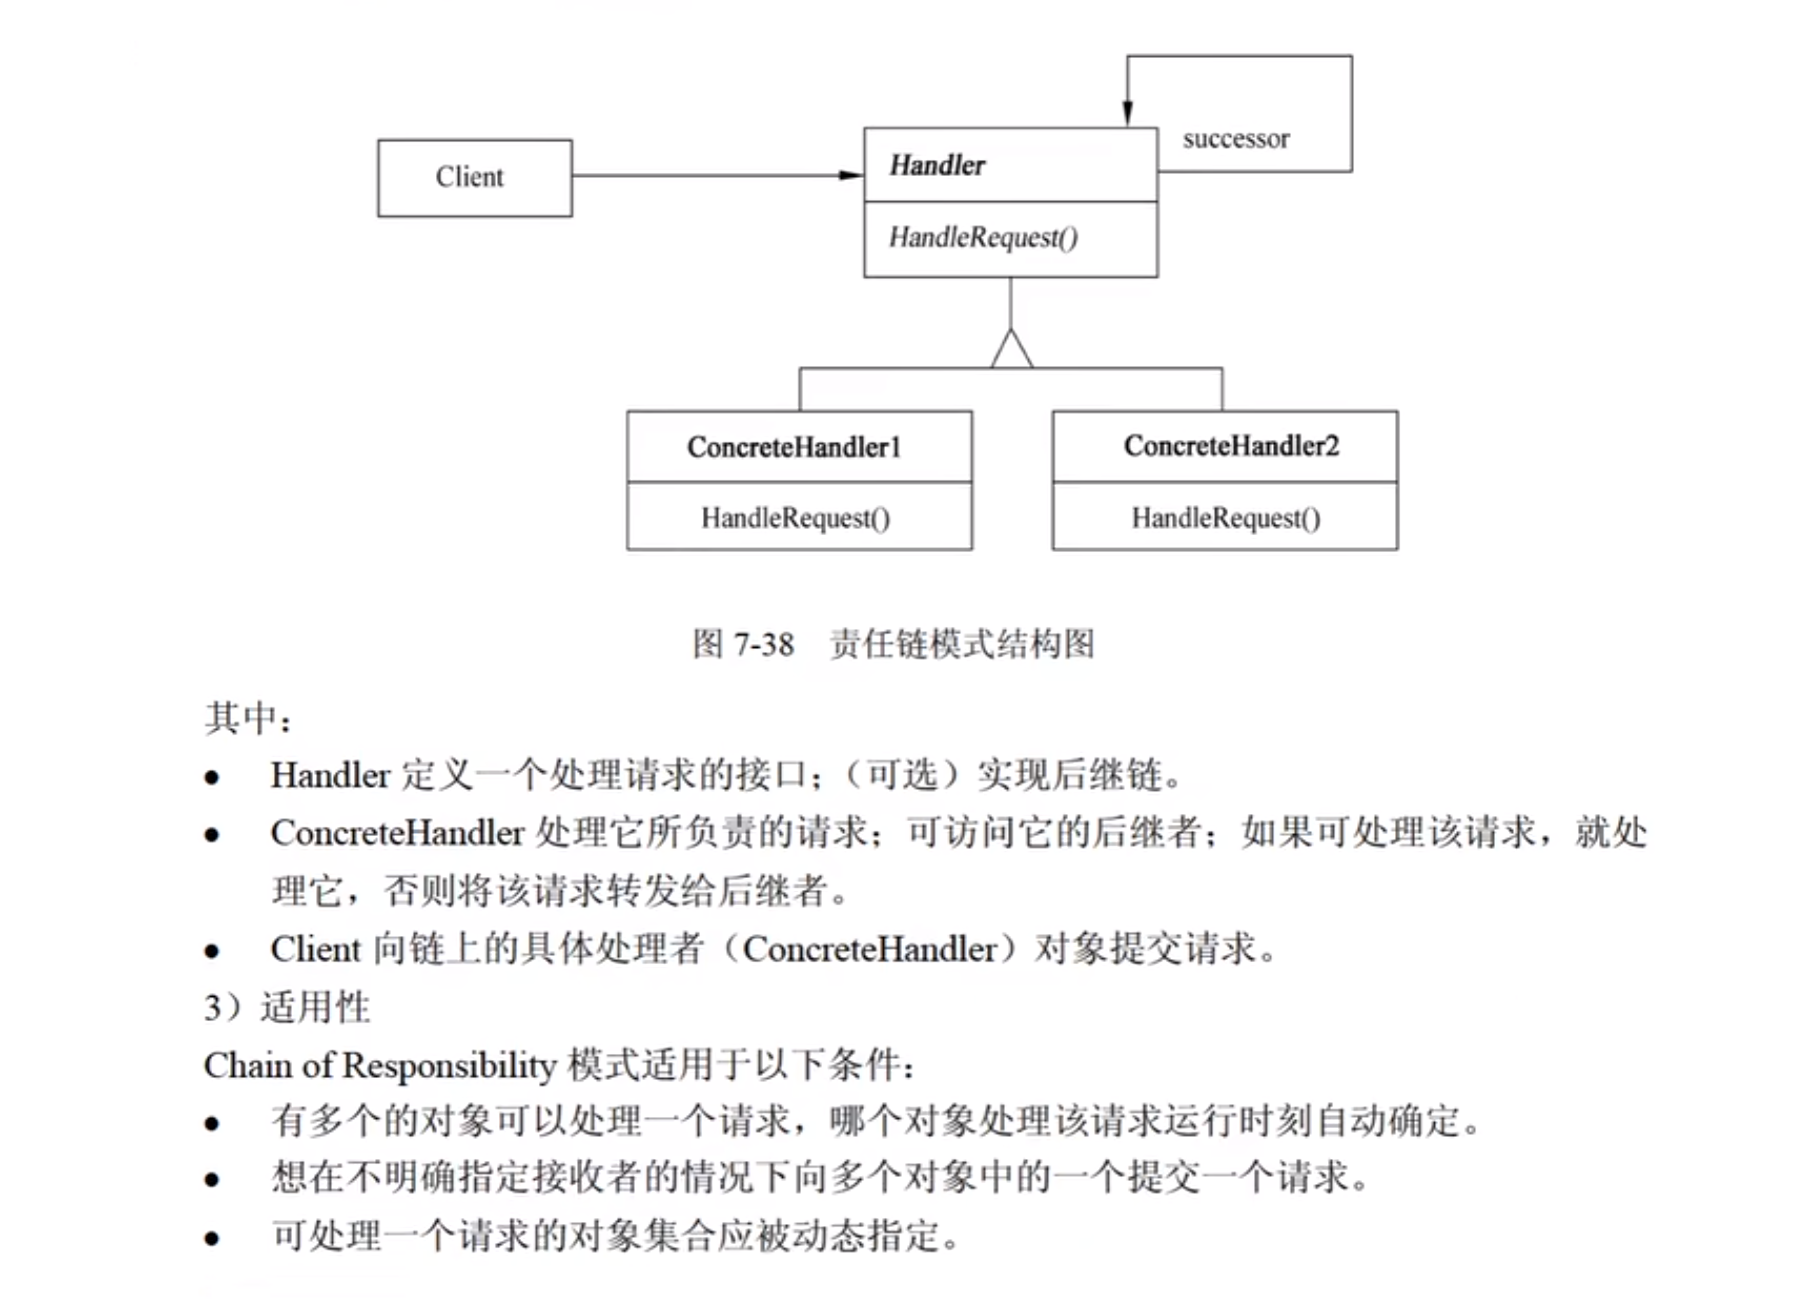 successor
Client
Handler
HandleRequest()
ConcreteHandler1
ConcreteHandler2
HandleRequest()
HandleRequest()
图 7-38 责任链模式结构图
其中：
● Handler 定义一个处理请求的接口；（可选）实现后继链。
● ConcreteHandler 处理它所负责的请求；可访问它的后继者；如果可处理该请求，就处
理它，否则将该请求转发给后继者。
● Client 向链上的具体处理者（ConcreteHandler）对象提交请求。
3）适用性
Chain of Responsibility 模式适用于以下条件：
● 有多个的对象可以处理一个请求，哪个对象处理该请求运行时刻自动确定。
● 想在不明确指定接收者的情况下向多个对象中的一个提交一个请求。
● 可处理一个请求的对象集合应被动态指定。